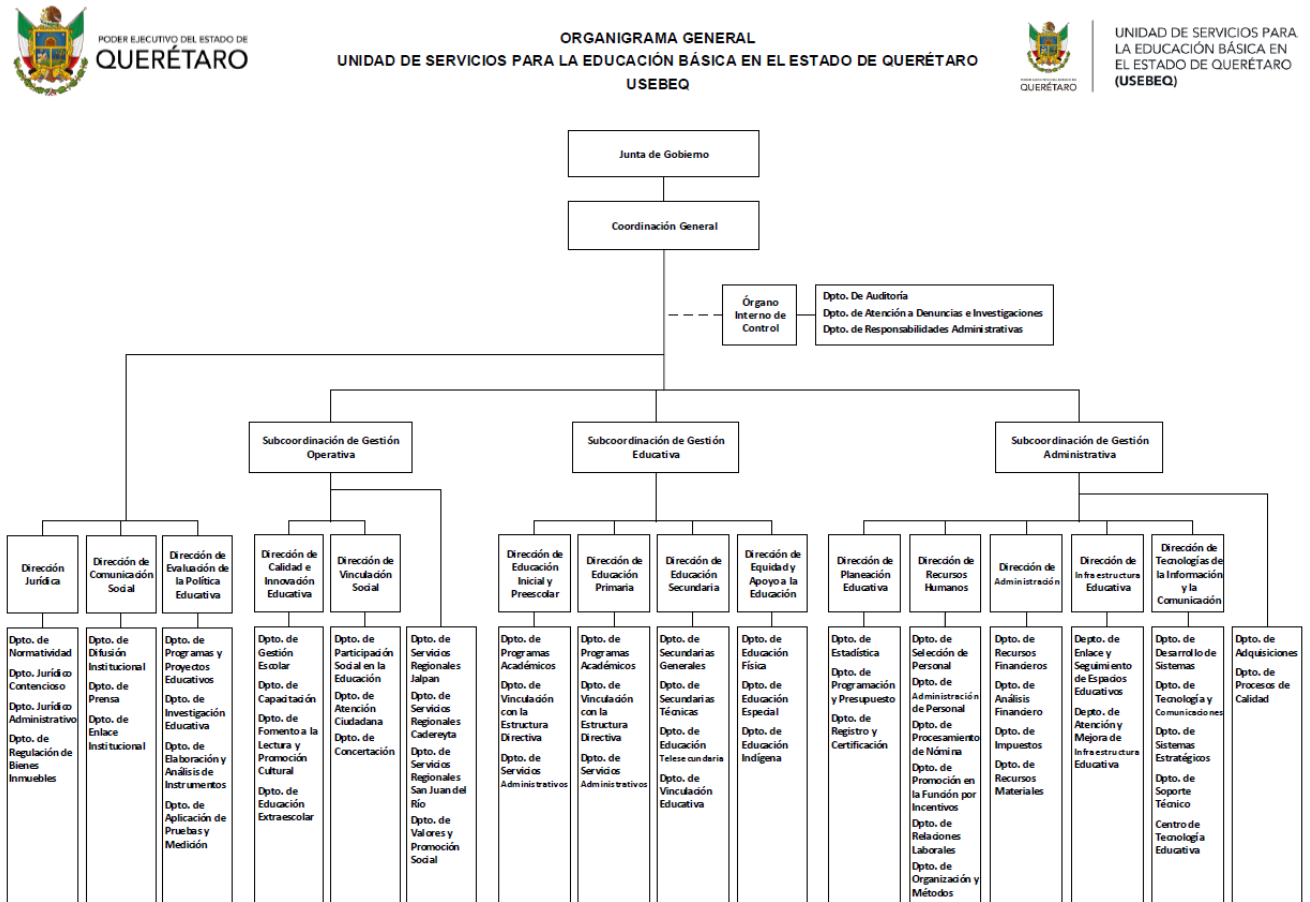 PODER EJECUTIVO DEL ESTADO DE
QUERÉTARO
ORGANIGRAMA GENERAL
UNIDAD DE SERVICIOS PARA LA EDUCACIÓN BÁSICA EN EL ESTADO DE QUERÉTARO
USEBEQ
PODER EJECUTIVO DEL ESTADO DE
QUERÉTARO
UNIDAD DE SERVICIOS PARA
LA EDUCACIÓN BÁSICA EN
EL ESTADO DE QUERÉTARO
(USEBEQ)
Junta de Gobierno
Coordinación General
Órgano
Interno de
Control
Dpto. De Auditoría
Dpto. de Atención a Denuncias e Investigaciones
Dpto. de Responsabilidades Administrativas
Subcoordinación de Gestión
Operativa
Subcoordinación de Gestión
Educativa
Subcoordinación de Gestión
Administrativa
Dirección
Jurídica
Dirección de
Comunicación
Social
Dirección de
Evaluación de
la Política
Educativa
Dirección de
Calidad e
Innovación
Educativa
Dirección de
Vinculación
Social
Dirección de
Educación
Inicial y
Preescolar
Dirección de
Educación
Primaria
Dirección de
Educación
Secundaria
Dirección de
Equidad y
Apoyo a la
Educación
Dirección de
Planeación
Educativa
Dirección de
Recursos
Humanos
Dirección de
Administración
Dirección de
Infraestructura
Educativa
Dirección de
Tecnologías de
la Información
y la
Comunicación
Dpto. de
Normatividad
Dpto. Jurídico
Contencioso
Dpto. Jurídico
Administrativo
Dpto. de
Regulación de
Bienes
Inmuebles
Dpto. de
Difusión
Institucional
Dpto. de
Prensa
Dpto. de
Enlace
Institucional
Dpto. de
Programas y
Proyectos
Educativos
Dpto. de
Investigación
Educativa
Dpto. de
Elaboración y
Análisis de
Instrumentos
Dpto. de
Aplicación de
Pruebas y
Medición
Dpto. de
Gestión
Escolar
Dpto. de
Capacitación
Dpto. de
Fomento a la
Lectura y
Promoción
Cultural
Dpto. de
Educación
Extraescolar
Dpto. de
Participación
Social en la
Educación
Dpto. de
Atención
Ciudadana
Dpto. de
Concertación
Dpto. de
Servicios
Regionales
Jalpan
Dpto. de
Servicios
Regionales
Cadereyta
Dpto. de
Servicios
Regionales
San Juan del
Río
Dpto. de
Valores y
Promoción
Social
Dpto. de
Programas
Académicos
Dpto. de
Vinculación
con la
Estructura
Directiva
Dpto. de
Servicios
Administrativos
Dpto. de
Programas
Académicos
Dpto. de
Vinculación
con la
Estructura
Directiva
Dpto. de
Servicios
Administrativos
Dpto. de
Secundarias
Generales
Dpto. de
Secundarias
Técnicas
Dpto. de
Educación
Telesecundaria
Dpto. de
Vinculación
Educativa
Dpto. de
Educación
Física
Dpto. de
Educación
Especial
Dpto. de
Educación
Indígena
Dpto. de
Estadística
Dpto. de
Programación
y Presupuesto
Dpto. de
Registro y
Certificación
Dpto. de
Selección de
Personal
Dpto. de
Administración
de Personal
Dpto. de
Procesamiento
de Nómina
Dpto. de
Promoción en
la Función por
Incentivos
Dpto. de
Relaciones
Laborales
Dpto. de
Organización y
Métodos
Dpto. de
Recursos
Financieros
Dpto. de
Análisis
Financiero
Dpto. de
Impuestos
Dpto. de
Recursos
Materiales
Depto. de
Enlace y
Seguimiento
de Espacios
Educativos
Depto. de
Atención y
Mejora de
Infraestructura
Educativa
Dpto. de
Desarrollo de
Sistemas
Dpto. de
Tecnología y
Comunicaciones
Dpto. de
Sistemas
Estratégicos
Dpto. de
Soporte
Técnico
Centro de
Tecnología
Educativa
Dpto. de
Adquisiciones
Dpto. de
Procesos de
Calidad